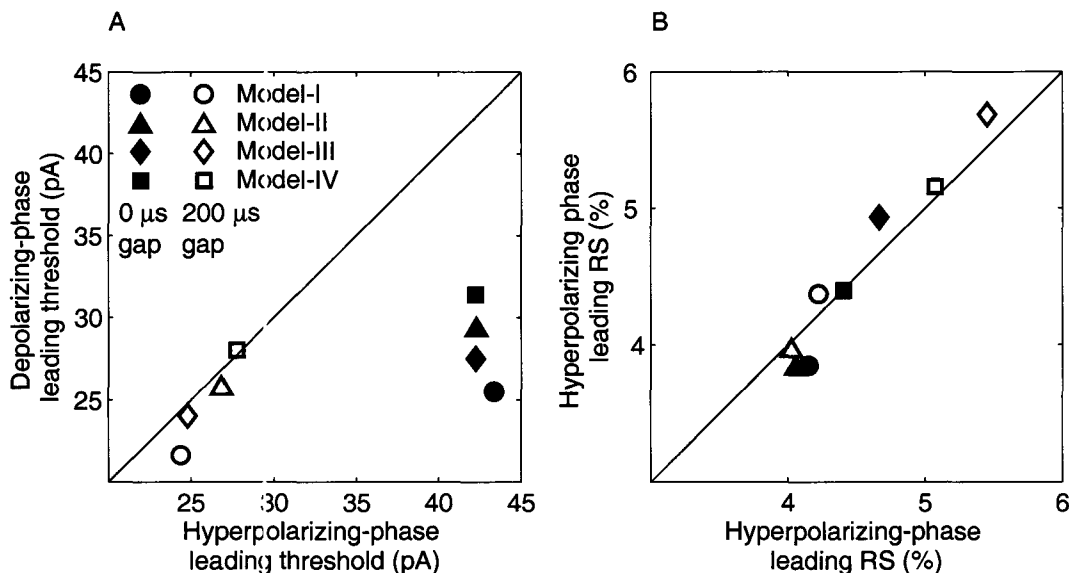 A
45
40
35
30
25
Depolarizing-phase
leading threshold (pA)
Model-I
Model-II
Model-III
Model-IV
0 μs 200 μs
gap gap
25 30 35 40 45
Hyperpolarizing-phase
leading threshold (pA)
B
6
5
4
Hyperpolarizing phase
leading RS (%)
4 5 6
Hyperpolarizing-phase
leading RS (%)